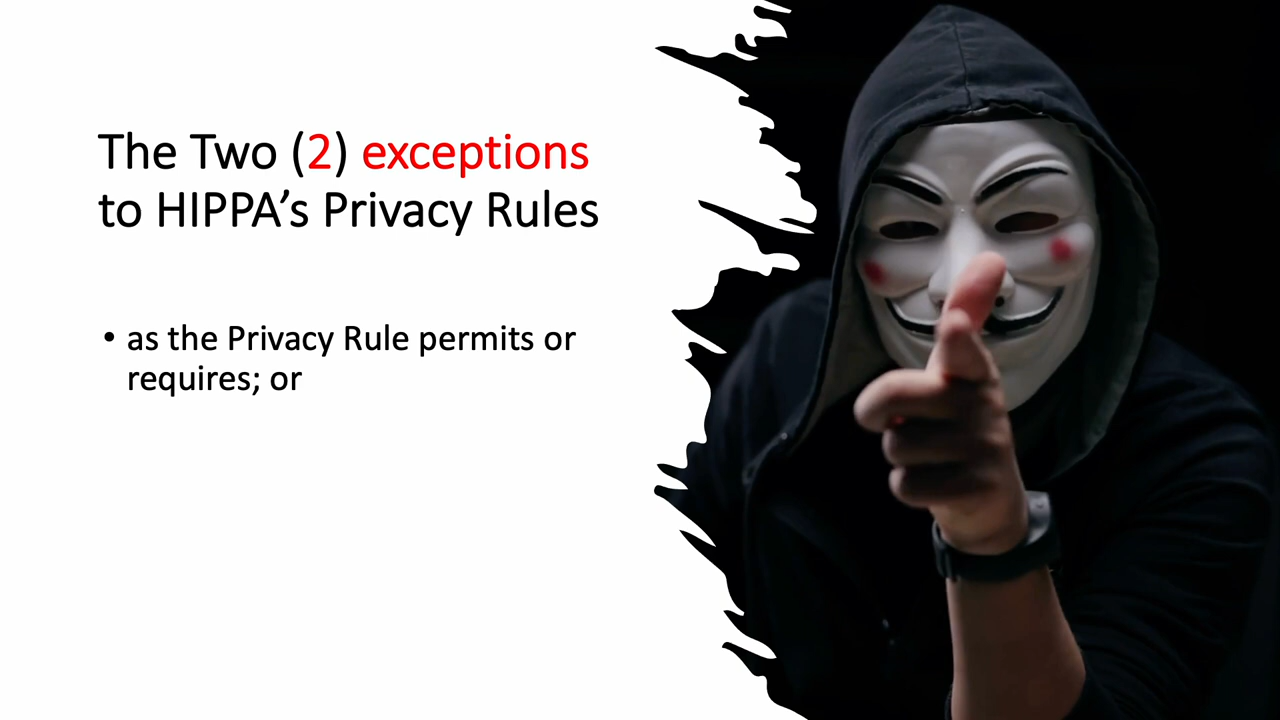 The Two (2) exceptions
to HIPPA’s Privacy Rules
• as the Privacy Rule permits or
requires; or